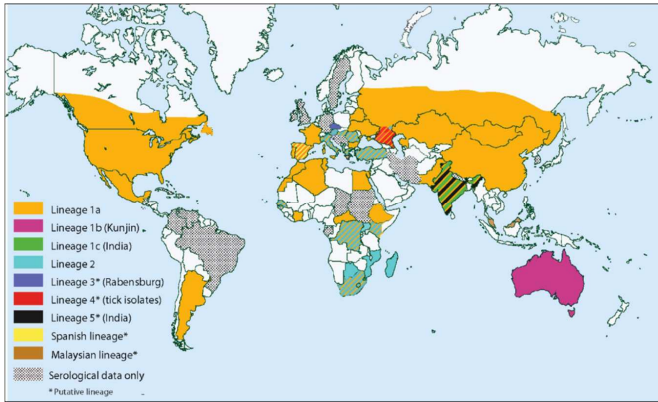 Lineage 1a
Lineage 1b (Kunjin)
Lineage 1c (India)
Lineage 2
Lineage 3* (Rabensburg)
Lineage 4* (tick isolates)
Lineage 5* (India)
Spanish lineage*
Malaysian lineage*
Serological data only
* Putative lineage